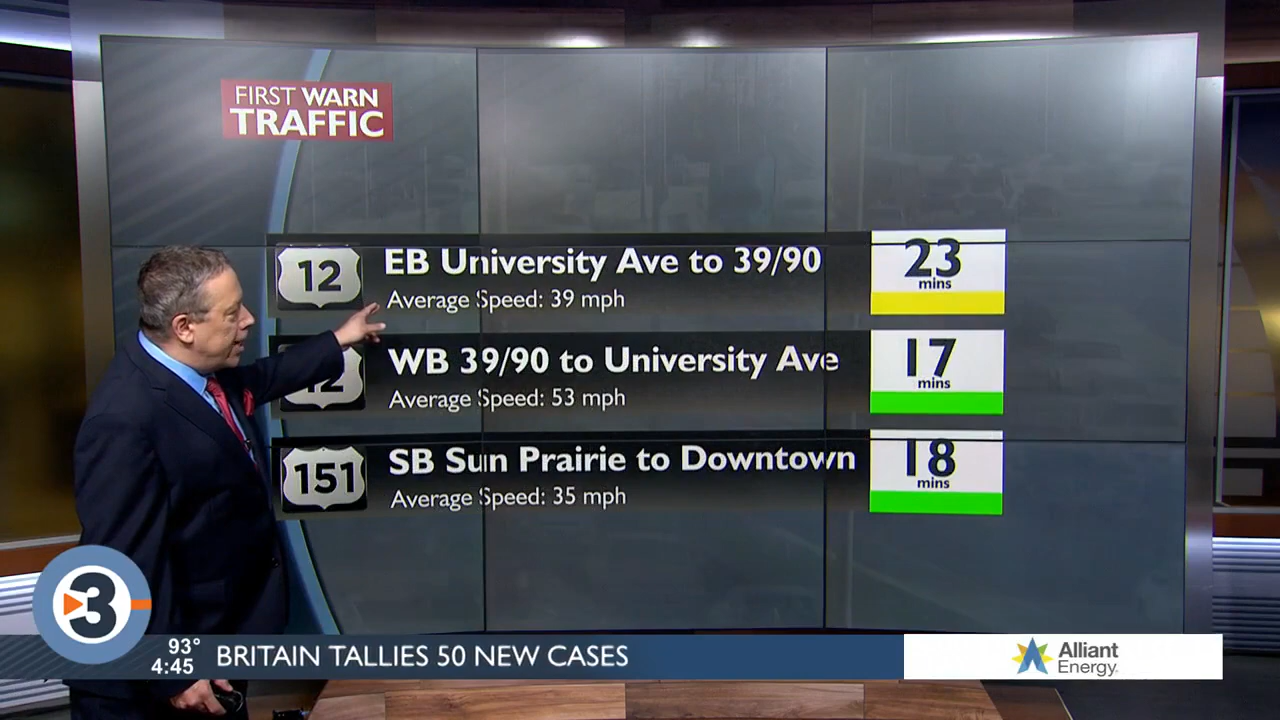 FIRST WARN
TRAFFIC
12
EB University Ave to 39/90
Average Speed: 39 mph
23
mins
12
WB 39/90 to University Ave
Average Speed: 53 mph
17
mins
151
SB Sun Prairie to Downtown
Average Speed: 35 mph
18
mins
3
93°
4:45
BRITAIN TALLIES 50 NEW CASES
Alliant
Energy